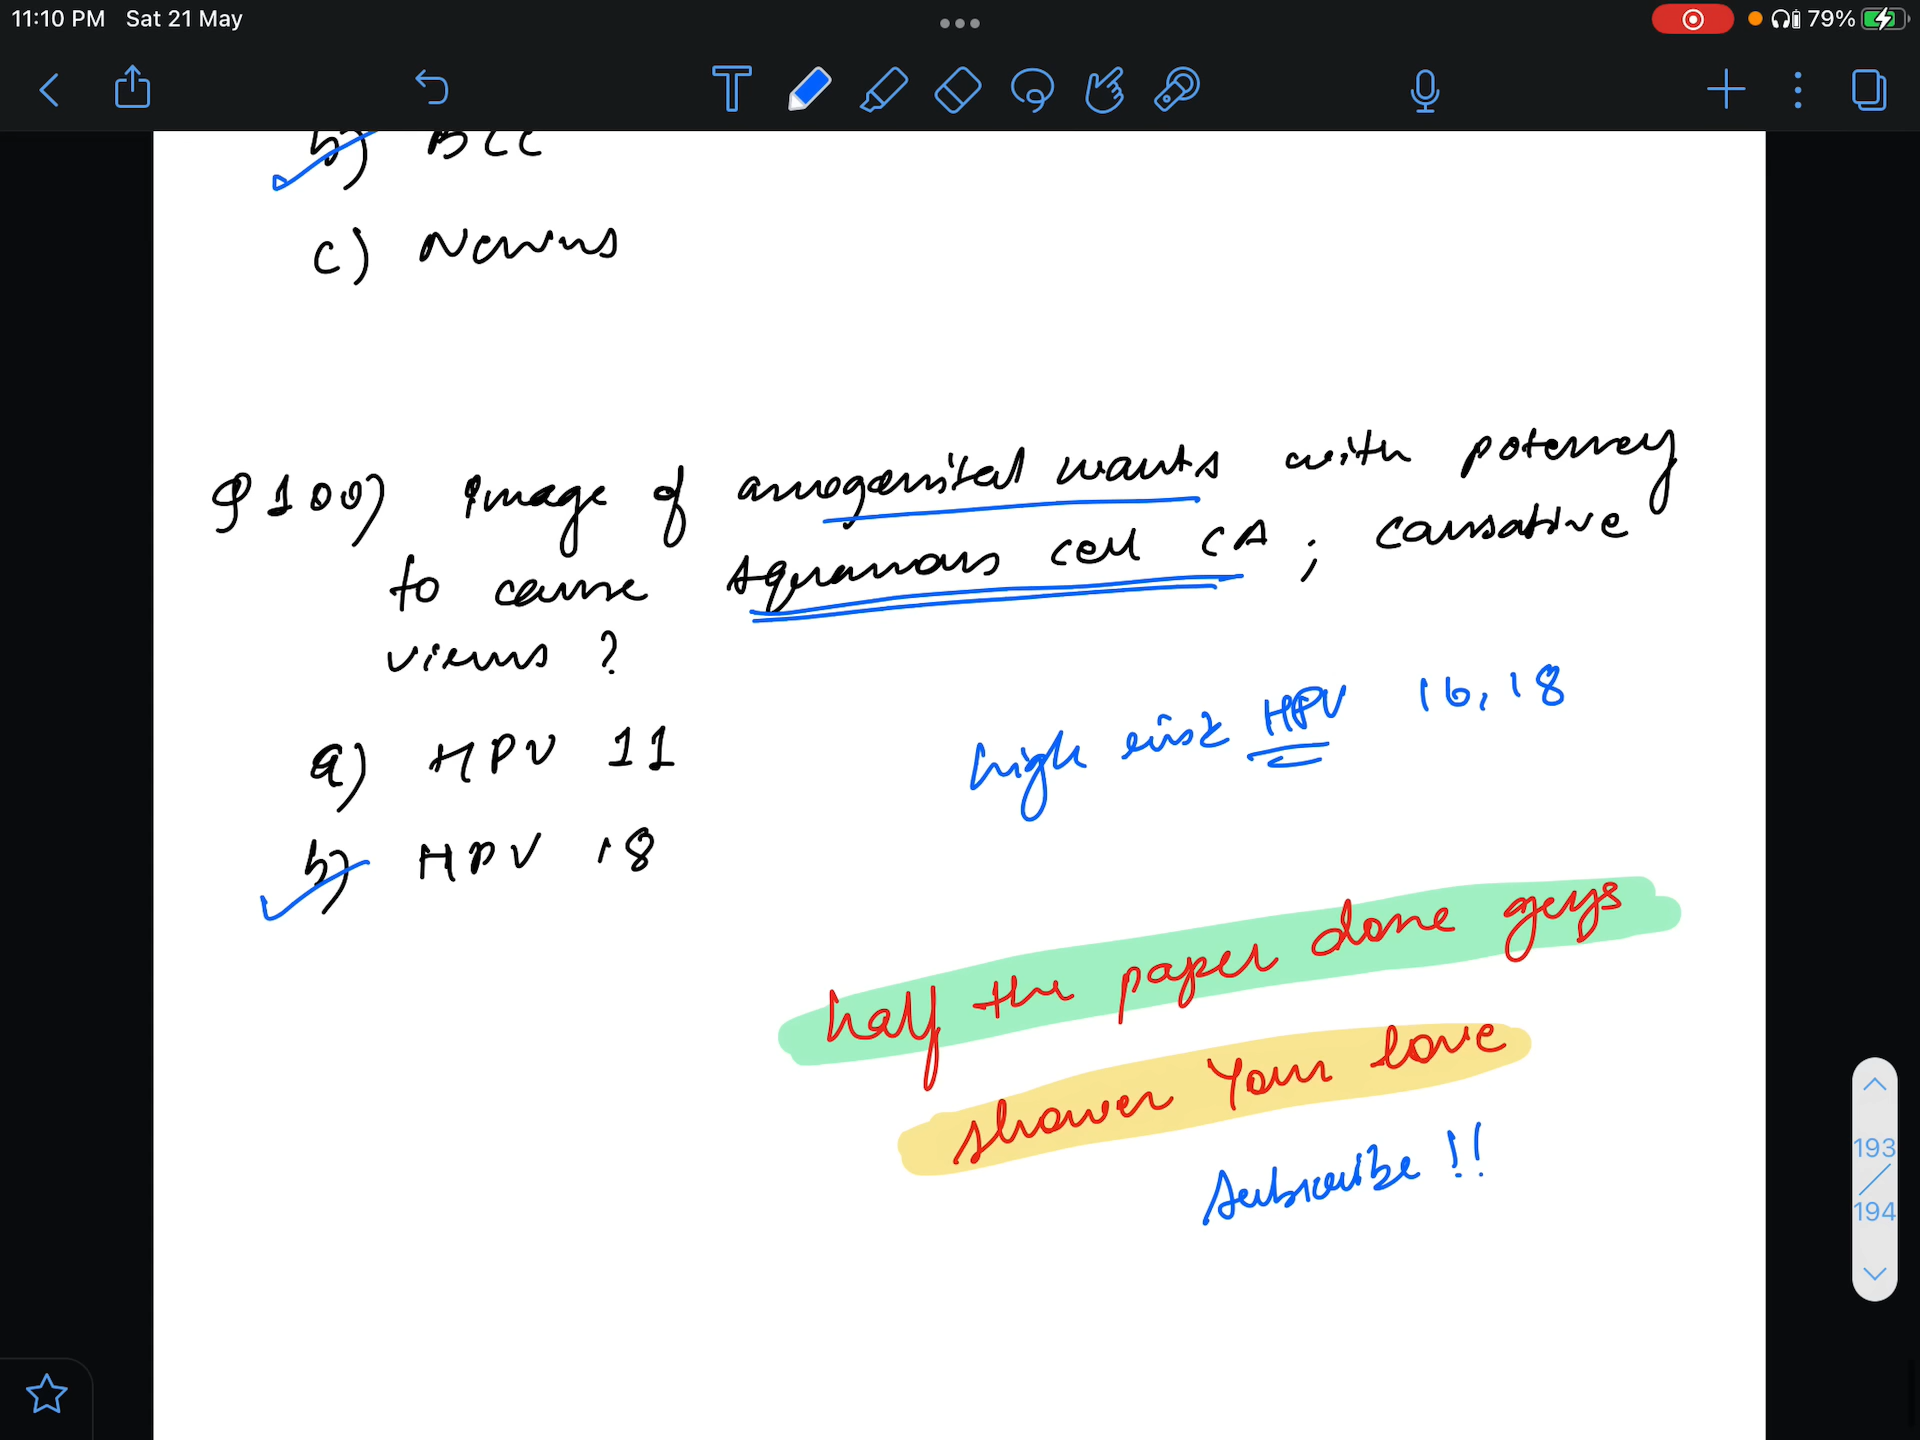 11:10 PM Sat 21 May
79%
b) BCC
c) Nevus
Q 100) Image of anogenital warts with potency
to cause squamous cell CA ; causative
virus ?
high risk HPV 16, 18
a) HPV 11
b) HPV 18
half the paper done guys
shower Your love
Subscribe !!
193
194